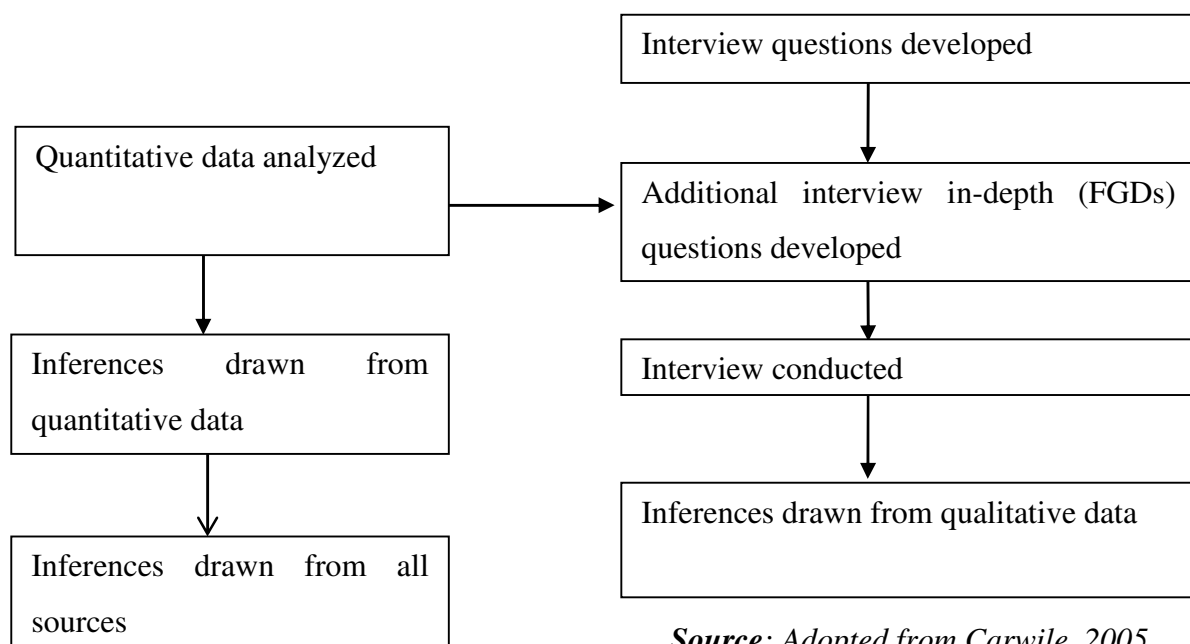 Interview questions developed
Quantitative data analyzed
Additional interview in-depth (FGDs)
questions developed
Inferences drawn from
quantitative data
Interview conducted
Inferences drawn from qualitative data
Inferences drawn from all
sources
Source: Adopted from Carwile, 2005